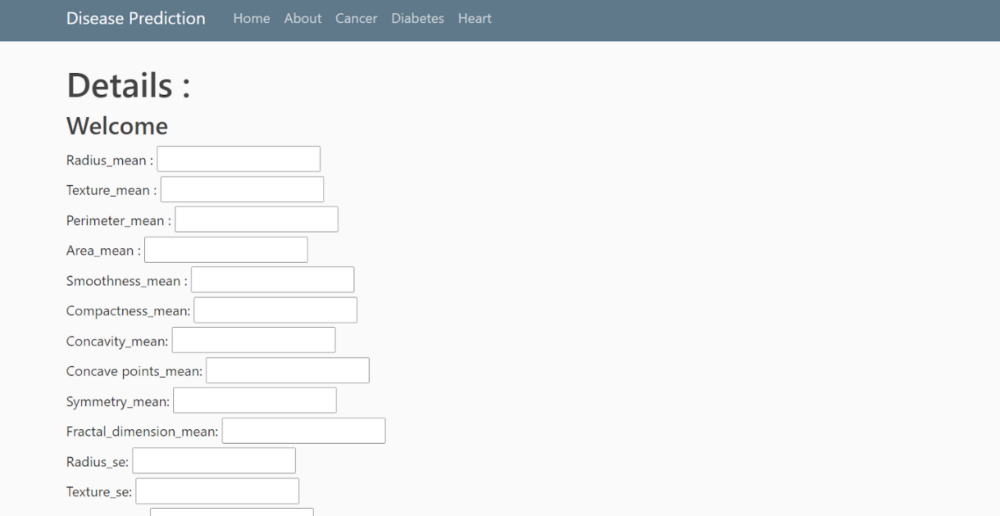 Disease Prediction Home About Cancer Diabetes Heart
Details :
Welcome
Radius_mean :
Texture_mean :
Perimeter_mean :
Area_mean :
Smoothness_mean :
Compactness_mean:
Concavity_mean:
Concave points_mean:
Symmetry_mean:
Fractal_dimension_mean:
Radius_se:
Texture_se: